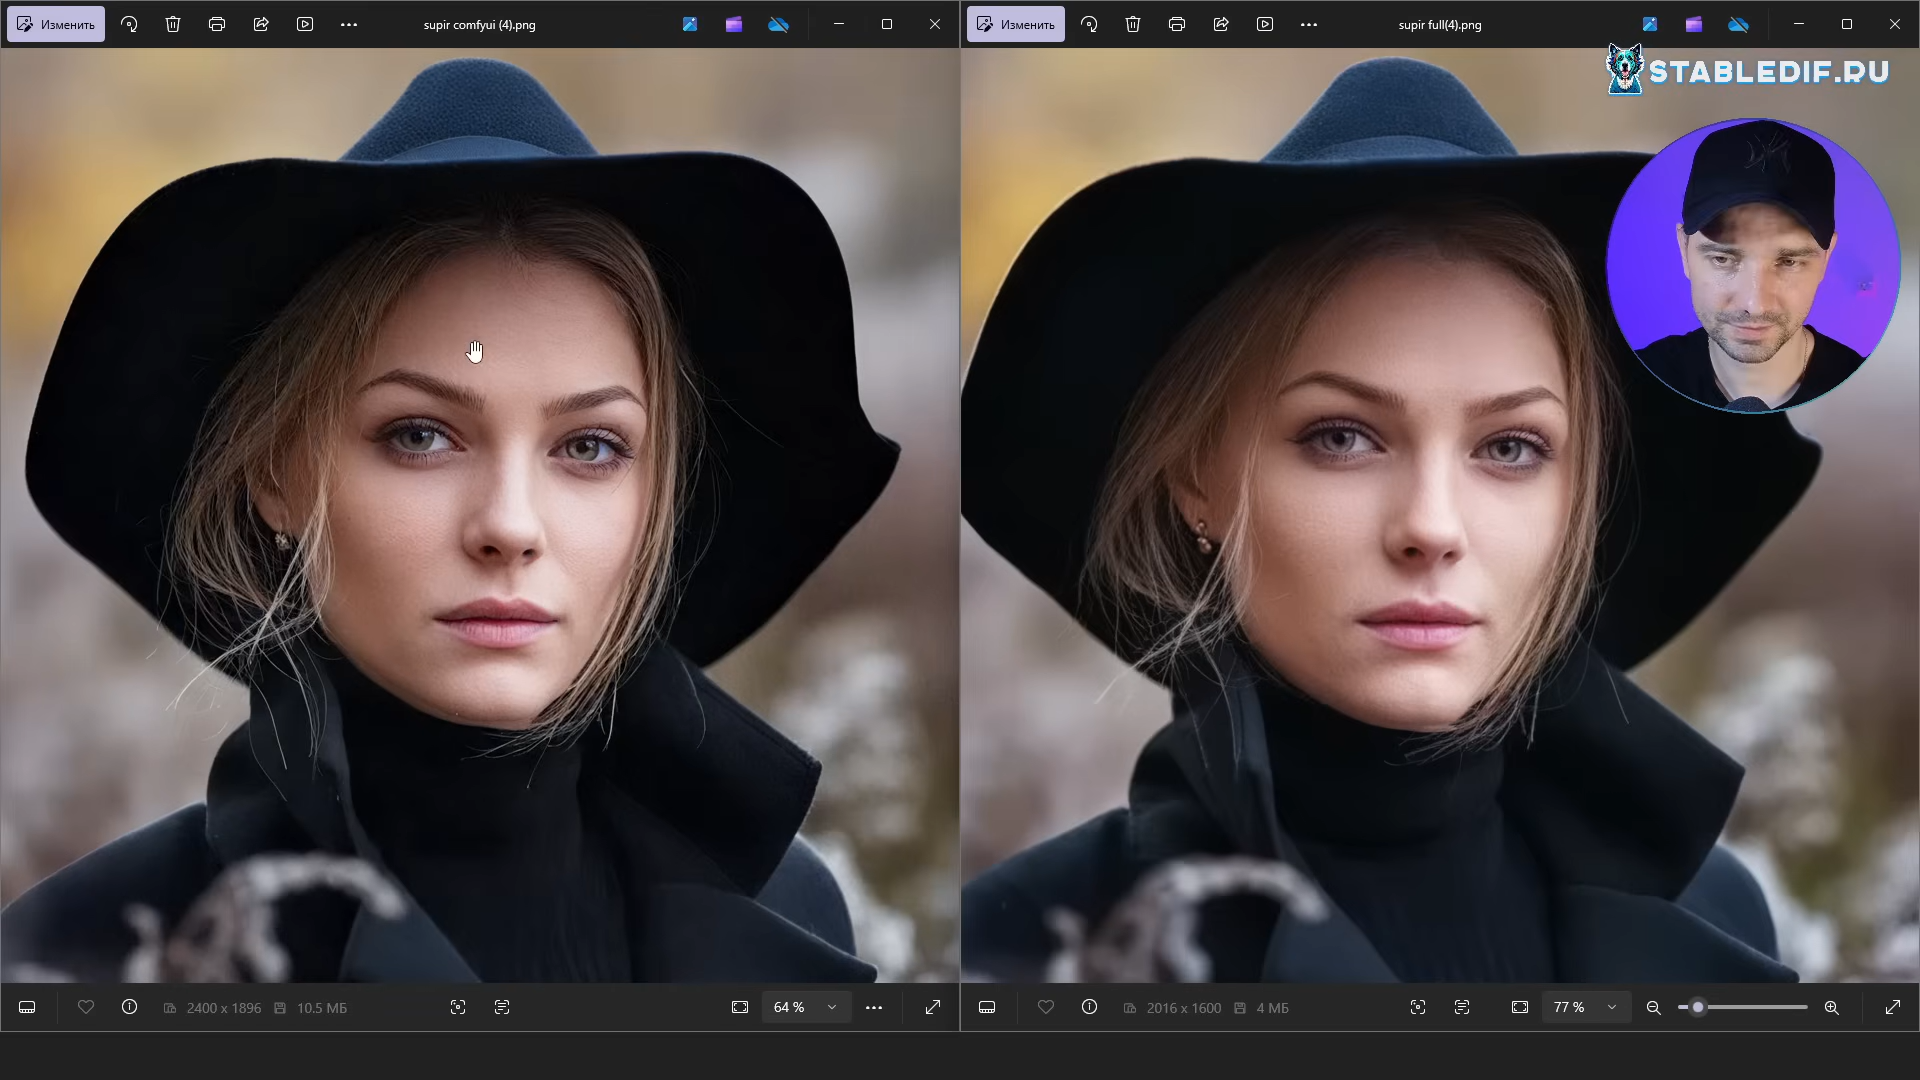 Изменить
supir comfyui (4).png
Изменить
supir full(4).png
STABLEDIF.RU
2400 x 1896
10.5 МБ
64 %
2016 x 1600
4 МБ
77 %